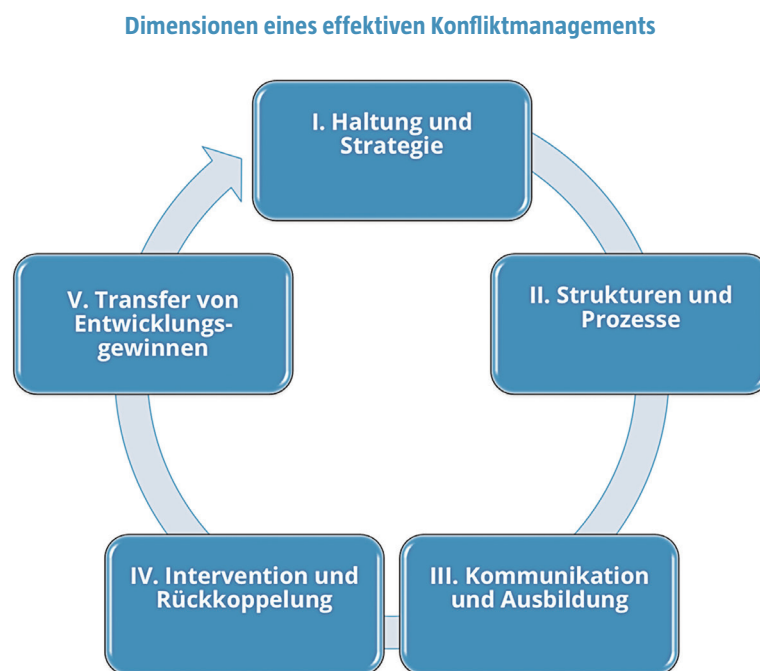 Dimensionen eines effektiven Konfliktmanagements
I. Haltung und
Strategie
II. Strukturen und
Prozesse
III. Kommunikation
und Ausbildung
IV. Intervention und
Rückkoppelung
V. Transfer von
Entwicklungs-
gewinnen